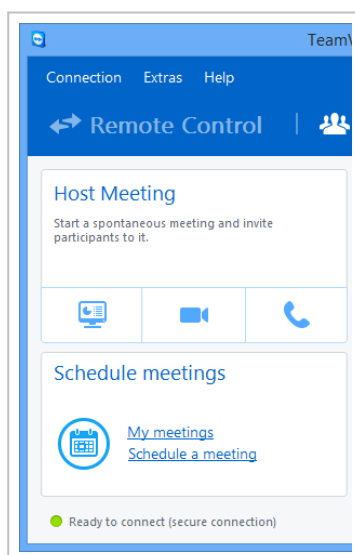 TeamV
Connection Extras Help
Remote Control
Host Meeting
Start a spontaneous meeting and invite
participants to it.
Schedule meetings
My meetings
Schedule a meeting
Ready to connect (secure connection)